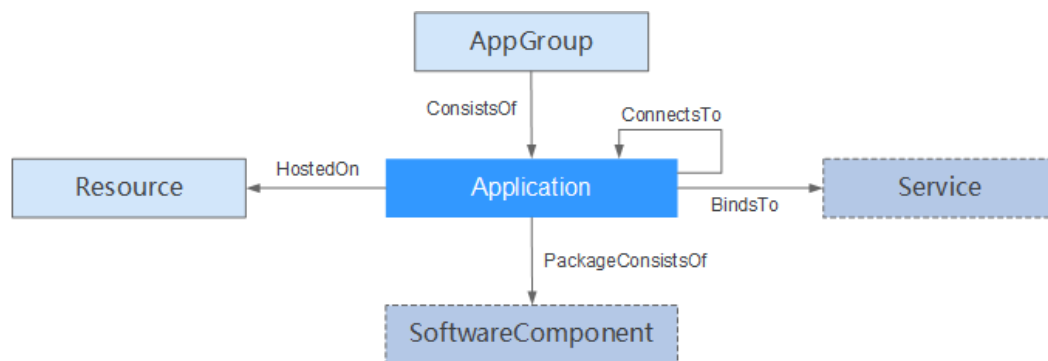 AppGroup
ConsistsOf
ConnectsTo
Resource
HostedOn
Application
BindsTo
Service
PackageConsistsOf
SoftwareComponent